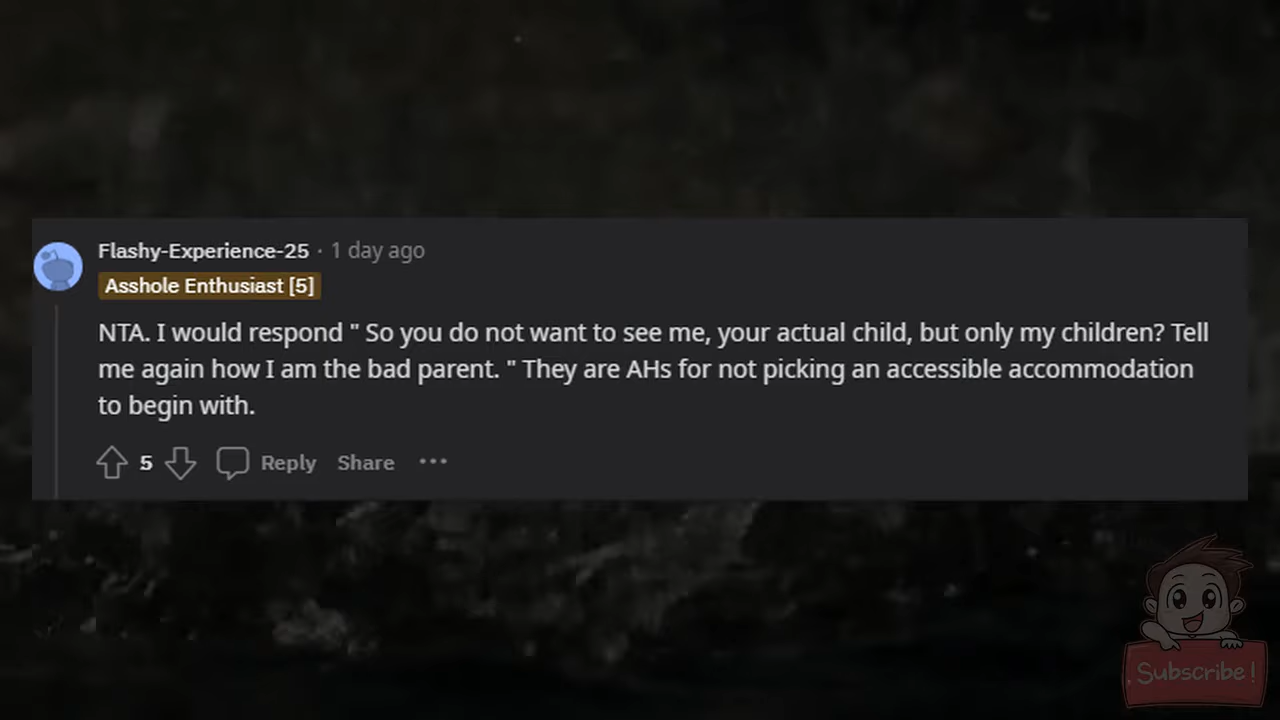 Flashy-Experience-25 · 1 day ago
Asshole Enthusiast [5]
NTA. I would respond " So you do not want to see me, your actual child, but only my children? Tell
me again how I am the bad parent. " They are AHs for not picking an accessible accommodation
to begin with.
5 Reply Share ···
Subscribe!